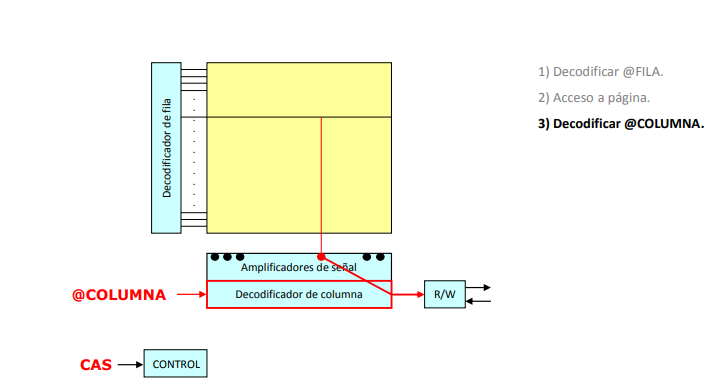 1) Decodificar @FILA.
2) Acceso a página.
3) Decodificar @COLUMNA.
Decodificador de fila
Amplificadores de señal
@COLUMNA
Decodificador de columna
R/W
CAS
CONTROL